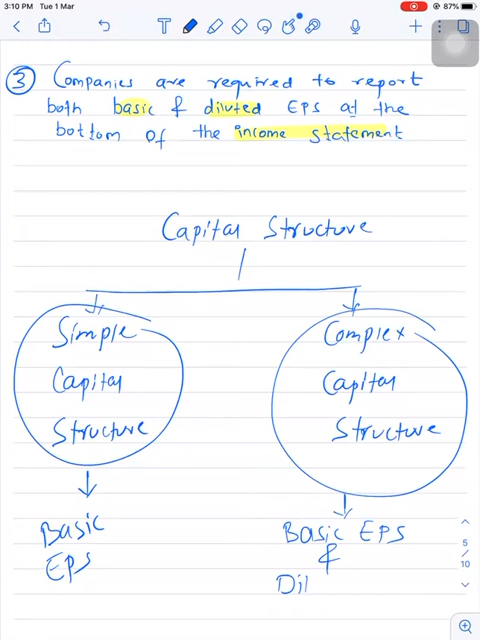 3:10 PM Tue 1 Mar
87%
T
③ Companies are required to report
both basic & diluted EPS at the
bottom of the income statement
Capital Structure
Simple
Capital
Structure
Complex
Capital
Structure
Basic
EPS
Basic EPS
&
Dil
5
/
10